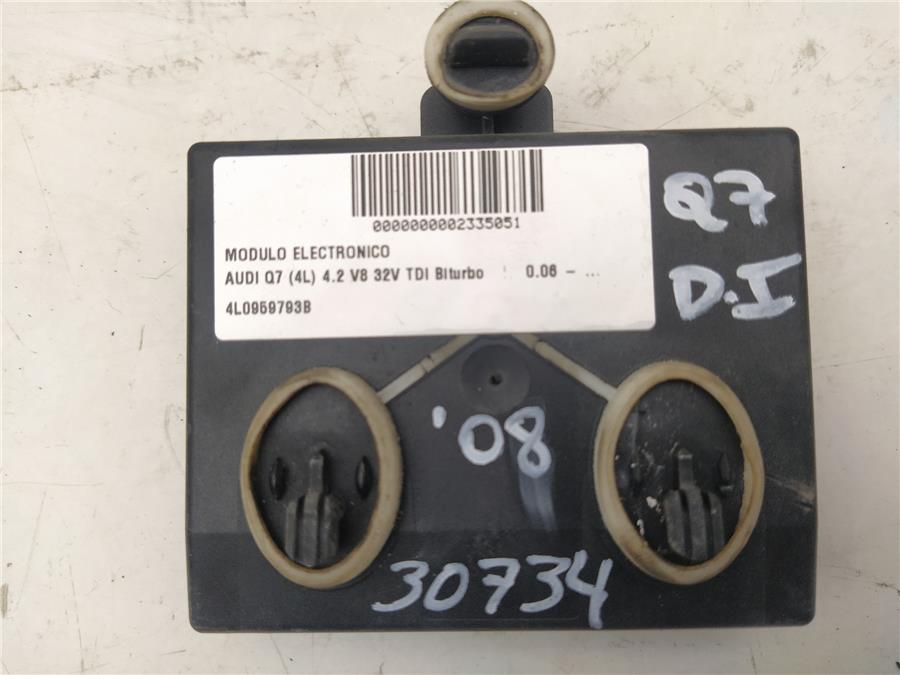 0000000002335051
MODULO ELECTRONICO
AUDI Q7 (4L) 4.2 V8 32V TDI Biturbo | 0.06 - ...
4L0959793B
Q7
D.I
'08
30734